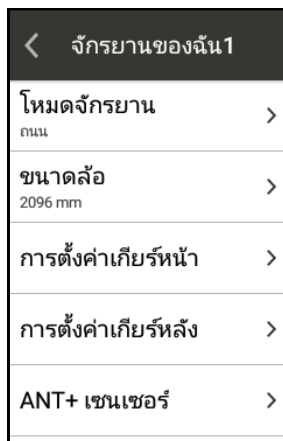 จักรยานของฉัน1
โหมดจักรยาน
ถนน
ขนาดล้อ
2096 mm
การตั้งค่าเกียร์หน้า
การตั้งค่าเกียร์หลัง
ANT+ เซนเซอร์